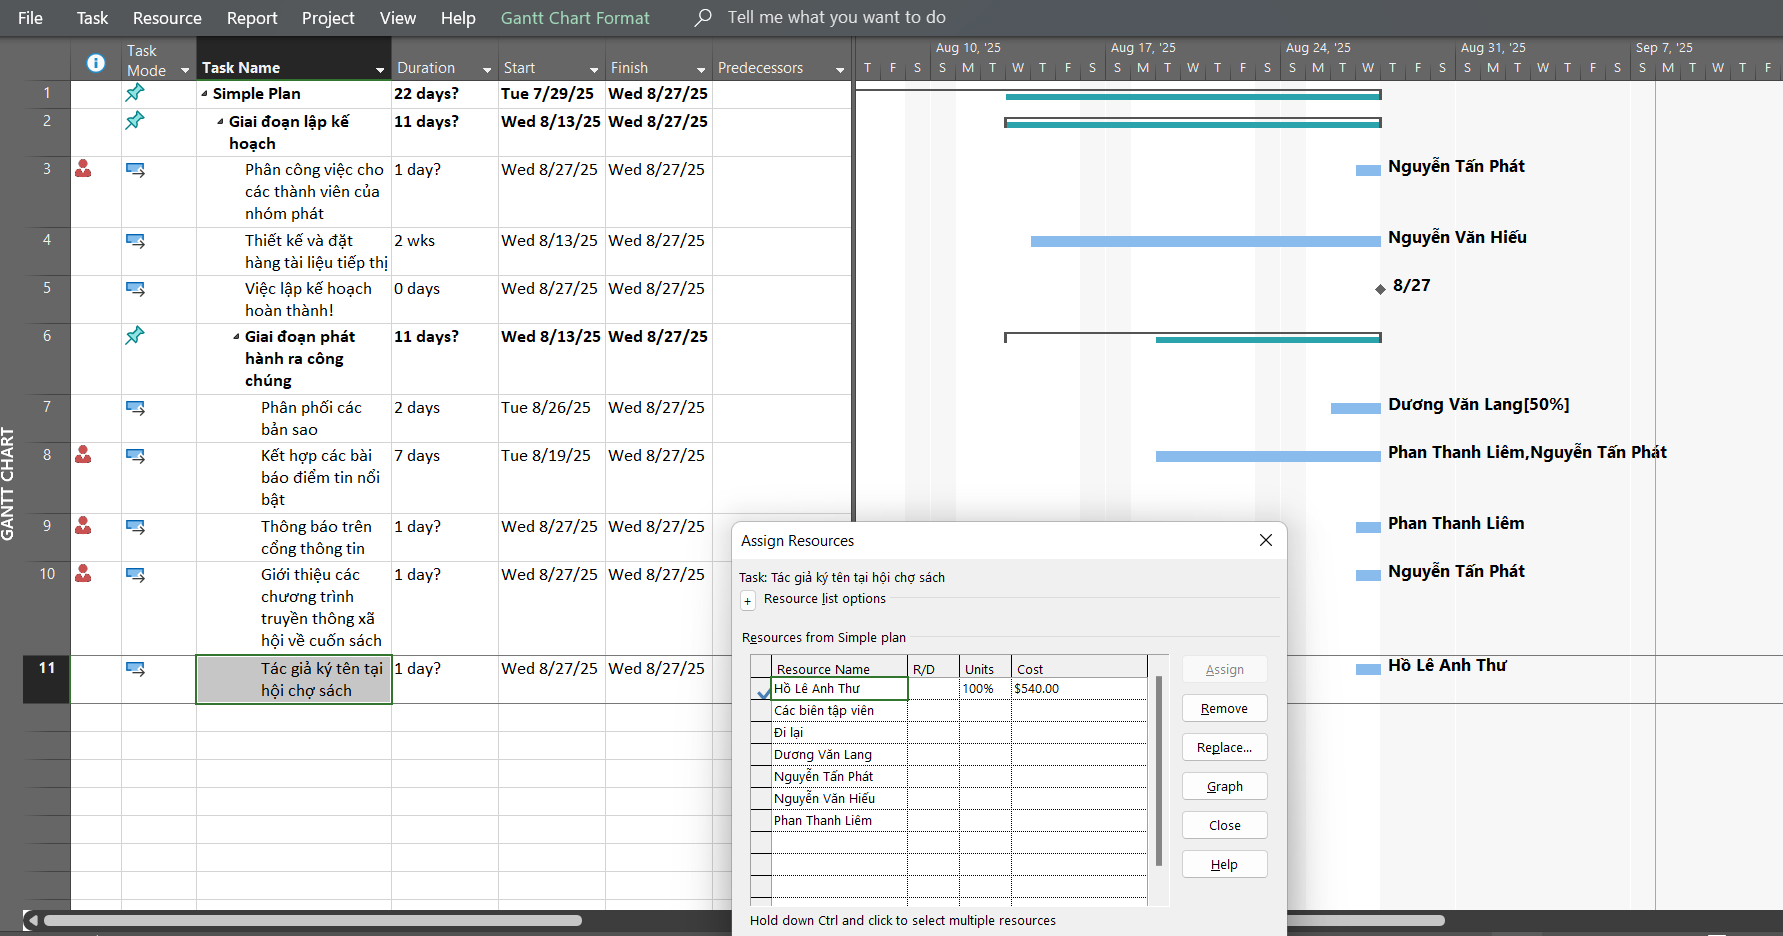 File Task Resource Report Project View Help Gantt Chart Format Tell me what you want to do
Task Mode Task Name Duration Start Finish Predecessors
Aug 10, '25 Aug 17, '25 Aug 24, '25 Aug 31, '25 Sep 7, '25
T F S S M T W T F S S M T W T F S S M T W T F S S M T W T F S S M T W T F
1 Simple Plan 22 days? Tue 7/29/25 Wed 8/27/25
2 Giai đoạn lập kế 11 days? Wed 8/13/25 Wed 8/27/25
hoạch
3 Phân công việc cho 1 day? Wed 8/27/25 Wed 8/27/25 Nguyễn Tấn Phát
các thành viên của
nhóm phát
4 Thiết kế và đặt 2 wks Wed 8/13/25 Wed 8/27/25 Nguyễn Văn Hiếu
hàng tài liệu tiếp thị
5 Việc lập kế hoạch 0 days Wed 8/27/25 Wed 8/27/25 8/27
hoàn thành!
6 Giai đoạn phát 11 days? Wed 8/13/25 Wed 8/27/25
hành ra công
chúng
7 Phân phối các 2 days Tue 8/26/25 Wed 8/27/25 Dương Văn Lang[50%]
bản sao
8 Kết hợp các bài 7 days Tue 8/19/25 Wed 8/27/25 Phan Thanh Liêm,Nguyễn Tấn Phát
báo điểm tin nổi
bật
9 Thông báo trên 1 day? Wed 8/27/25 Wed 8/27/25 Phan Thanh Liêm
cổng thông tin
10 Giới thiệu các 1 day? Wed 8/27/25 Wed 8/27/25 Nguyễn Tấn Phát
chương trình
truyền thông xã
hội về cuốn sách
11 Tác giả ký tên tại 1 day? Wed 8/27/25 Wed 8/27/25 Hồ Lê Anh Thư
hội chợ sách
GANTT CHART
Assign Resources
Task: Tác giả ký tên tại hội chợ sách
+ Resource list options
Resources from Simple plan
Resource Name R/D Units Cost
Hồ Lê Anh Thư 100% $540.00
Các biên tập viên
Đi lại
Dương Văn Lang
Nguyễn Tấn Phát
Nguyễn Văn Hiếu
Phan Thanh Liêm
Assign
Remove
Replace...
Graph
Close
Help
Hold down Ctrl and click to select multiple resources